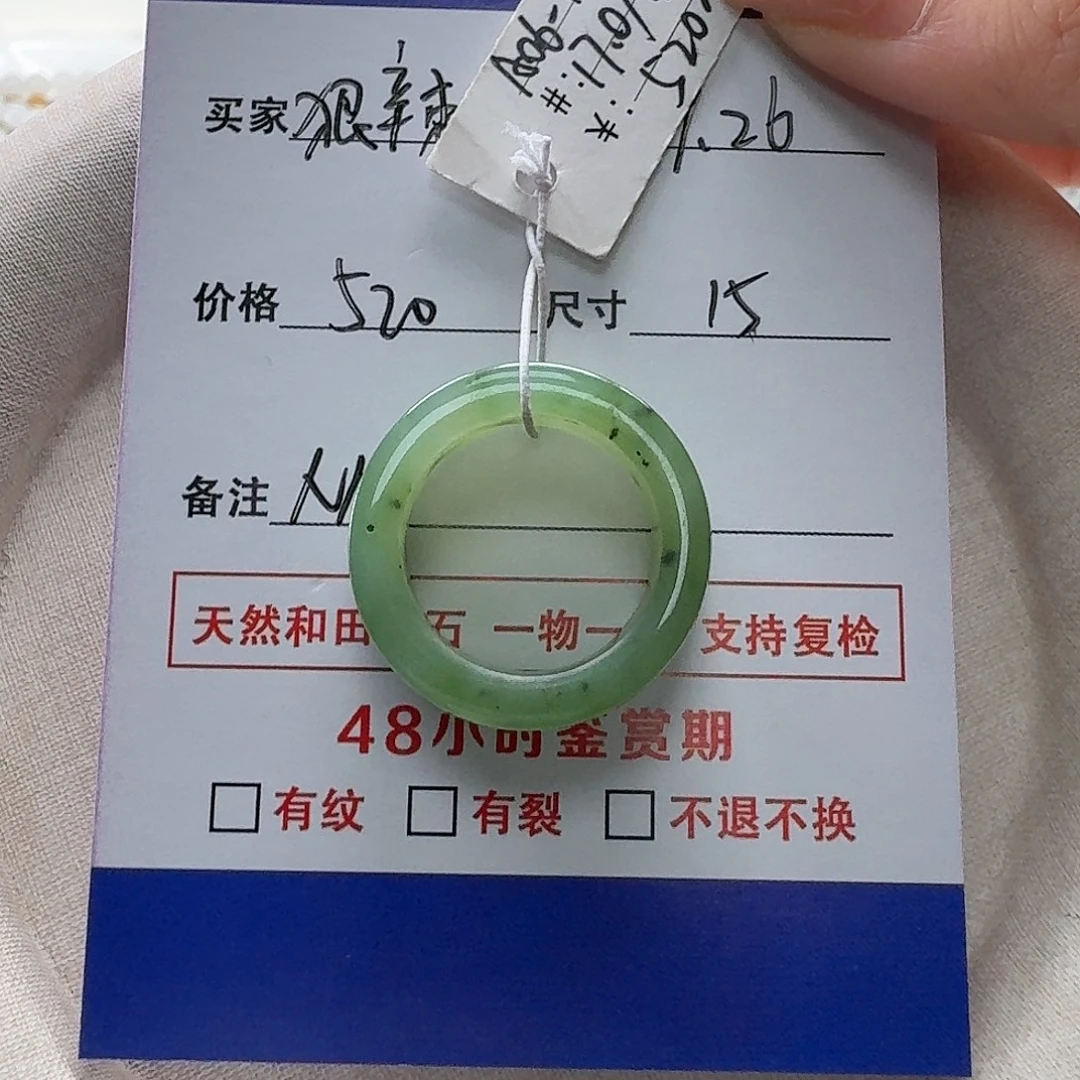 买家 狠辣 1.26
价格 520 尺寸 15
备注
天然和田 石 一物一 支持复检
48小时鉴赏期
有纹 有裂 不退不换